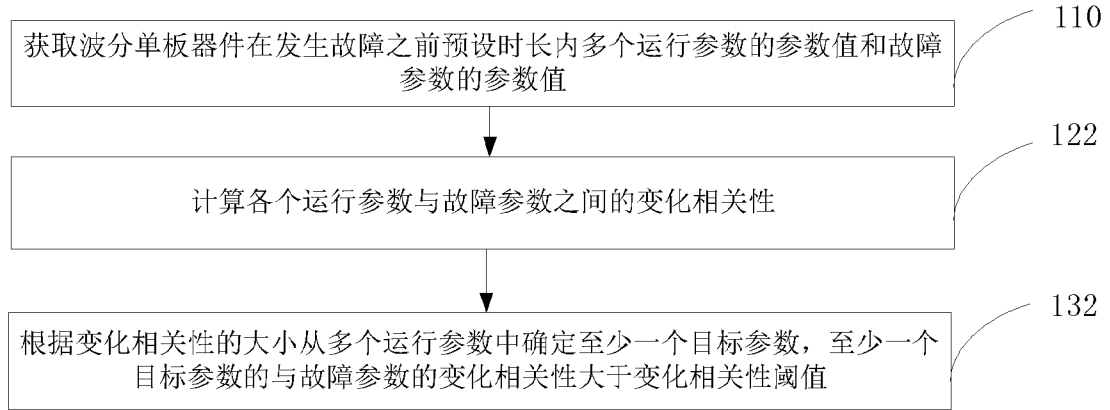 110
获取波分单板器件在发生故障之前预设时长内多个运行参数的参数值和故障
参数的参数值
122
计算各个运行参数与故障参数之间的变化相关性
132
根据变化相关性的大小从多个运行参数中确定至少一个目标参数，至少一个
目标参数的与故障参数的变化相关性大于变化相关性阈值